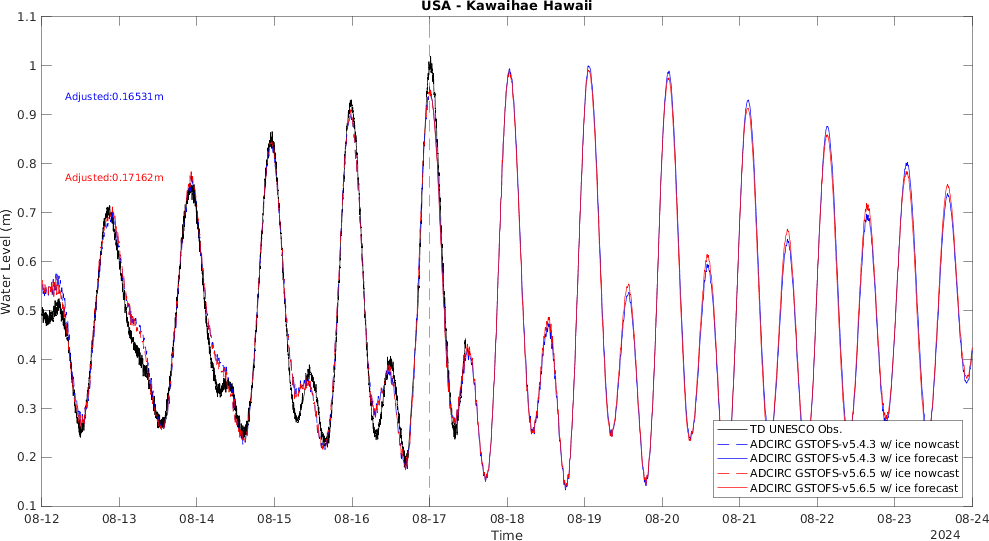 USA - Kawaihae Hawaii
1.1
1
0.9
0.8
0.7
0.6
0.5
0.4
0.3
0.2
0.1
Water Level (m)
Adjusted:0.16531m
Adjusted:0.17162m
TD UNESCO Obs.
ADCIRC GSTOFS-v5.4.3 w/ ice nowcast
ADCIRC GSTOFS-v5.4.3 w/ ice forecast
ADCIRC GSTOFS-v5.6.5 w/ ice nowcast
ADCIRC GSTOFS-v5.6.5 w/ ice forecast
08-12 08-13 08-14 08-15 08-16 08-17 08-18 08-19 08-20 08-21 08-22 08-23 08-24
Time
2024